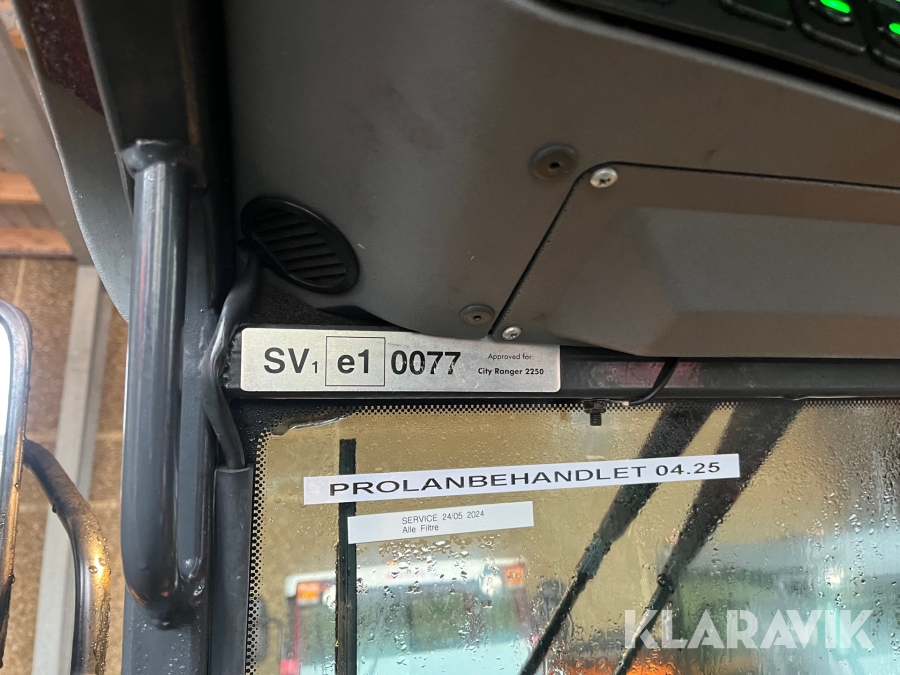 SV1 e1 0077
Approved for:
City Ranger 2250
PROLANBEHANDLET 04.25
SERVICE 24/05 2024
Alle Filtre
KLARAVIK